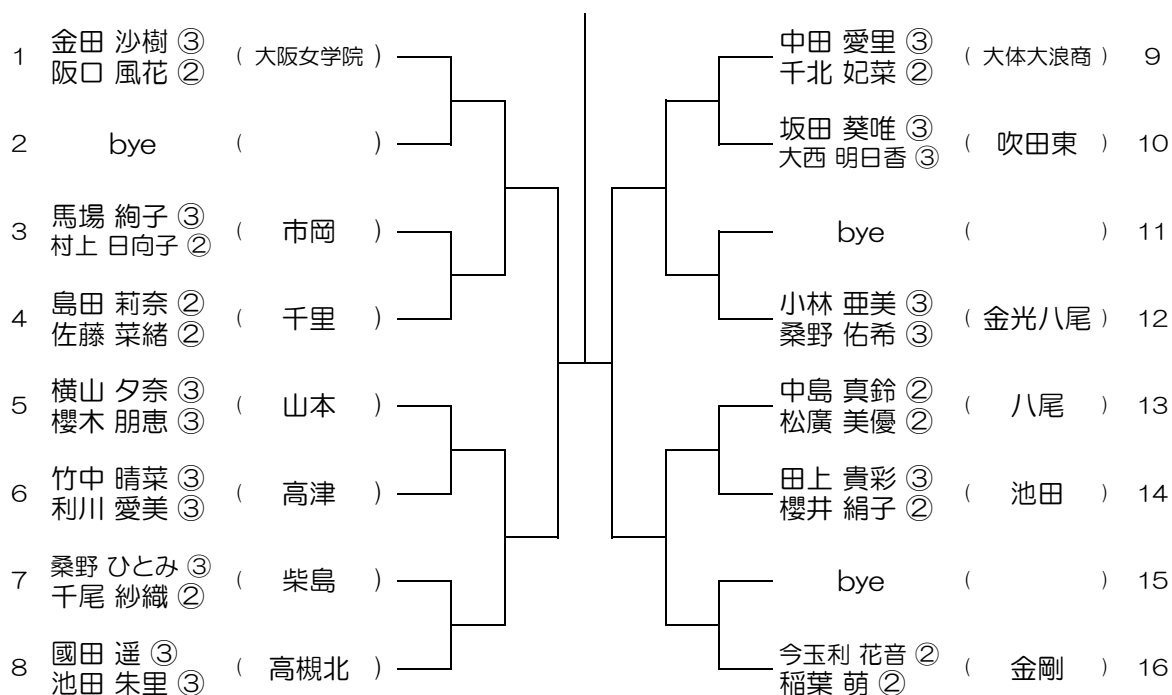 1 金田 沙樹 ③ ( 大阪女学院 )
阪口 風花 ②
2 bye ( )
3 馬場 絢子 ③ ( 市岡 )
村上 日向子 ②
4 島田 莉奈 ② ( 千里 )
佐藤 菜緒 ②
5 横山 夕奈 ③ ( 山本 )
櫻木 朋恵 ③
6 竹中 晴菜 ③ ( 高津 )
利川 愛美 ③
7 桑野 ひとみ ③ ( 柴島 )
千尾 紗織 ②
8 國田 遥 ③ ( 高槻北 )
池田 朱里 ③
中田 愛里 ③ ( 大体大浪商 ) 9
千北 妃菜 ②
坂田 葵唯 ③ ( 吹田東 ) 10
大西 明日香 ③
bye ( ) 11
小林 亜美 ③ ( 金光八尾 ) 12
桑野 佑希 ③
中島 真鈴 ② ( 八尾 ) 13
松廣 美優 ②
田上 貴彩 ③ ( 池田 ) 14
櫻井 絹子 ②
bye ( ) 15
今玉利 花音 ② ( 金剛 ) 16
稲葉 萌 ②